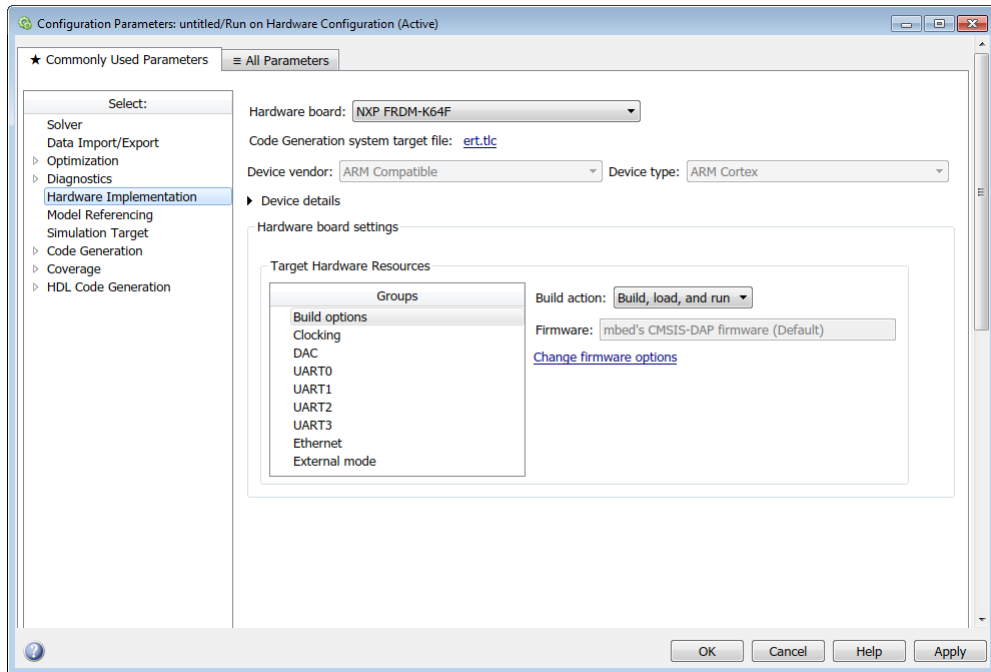 Configuration Parameters: untitled/Run on Hardware Configuration (Active)
★ Commonly Used Parameters
≡ All Parameters
Select:
Solver
Data Import/Export
Optimization
Diagnostics
Hardware Implementation
Model Referencing
Simulation Target
Code Generation
Coverage
HDL Code Generation
Hardware board: NXP FRDM-K64F
Code Generation system target file: ert.tlc
Device vendor: ARM Compatible Device type: ARM Cortex
Device details
Hardware board settings
Target Hardware Resources
Groups
Build options
Clocking
DAC
UART0
UART1
UART2
UART3
Ethernet
External mode
Build action: Build, load, and run
Firmware: mbed's CMSIS-DAP firmware (Default)
Change firmware options
OK Cancel Help Apply